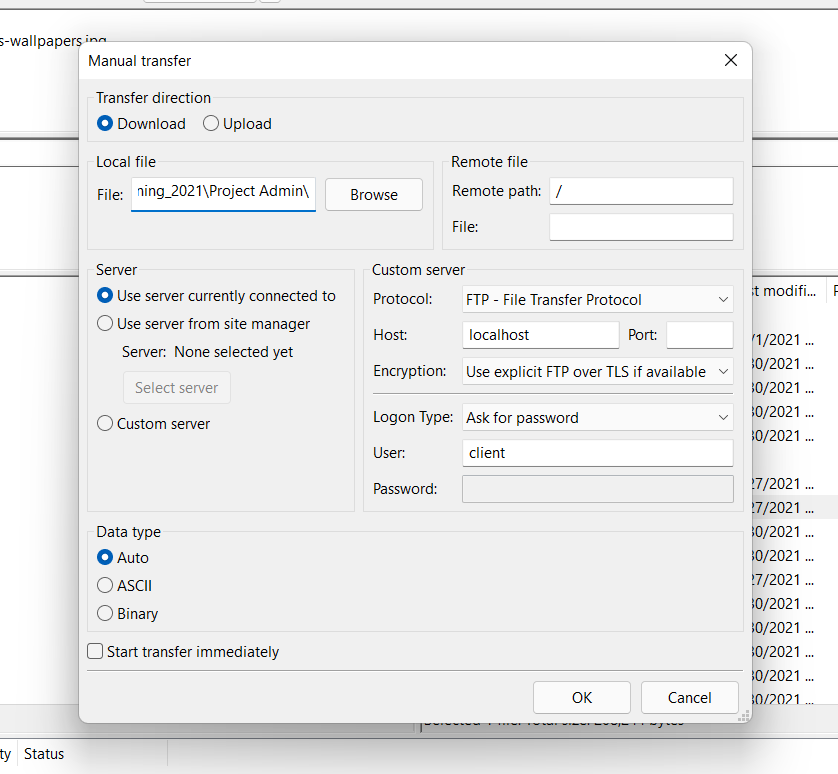 s-wallpapers.jpg
Manual transfer
Transfer direction
Download Upload
Local file
File: ning_2021\Project Admin\ Browse
Remote file
Remote path: /
File:
Server
Use server currently connected to
Use server from site manager
Server: None selected yet
Select server
Custom server
Custom server
Protocol: FTP - File Transfer Protocol
Host: localhost Port:
Encryption: Use explicit FTP over TLS if available
Logon Type: Ask for password
User: client
Password:
Data type
Auto
ASCII
Binary
Start transfer immediately
OK Cancel
st modifi...
/1/2021 ...
30/2021 ...
30/2021 ...
30/2021 ...
30/2021 ...
27/2021 ...
27/2021 ...
30/2021 ...
30/2021 ...
27/2021 ...
30/2021 ...
30/2021 ...
30/2021 ...
30/2021 ...
30/2021 ...
Selected 1 file. Total size:
ty Status